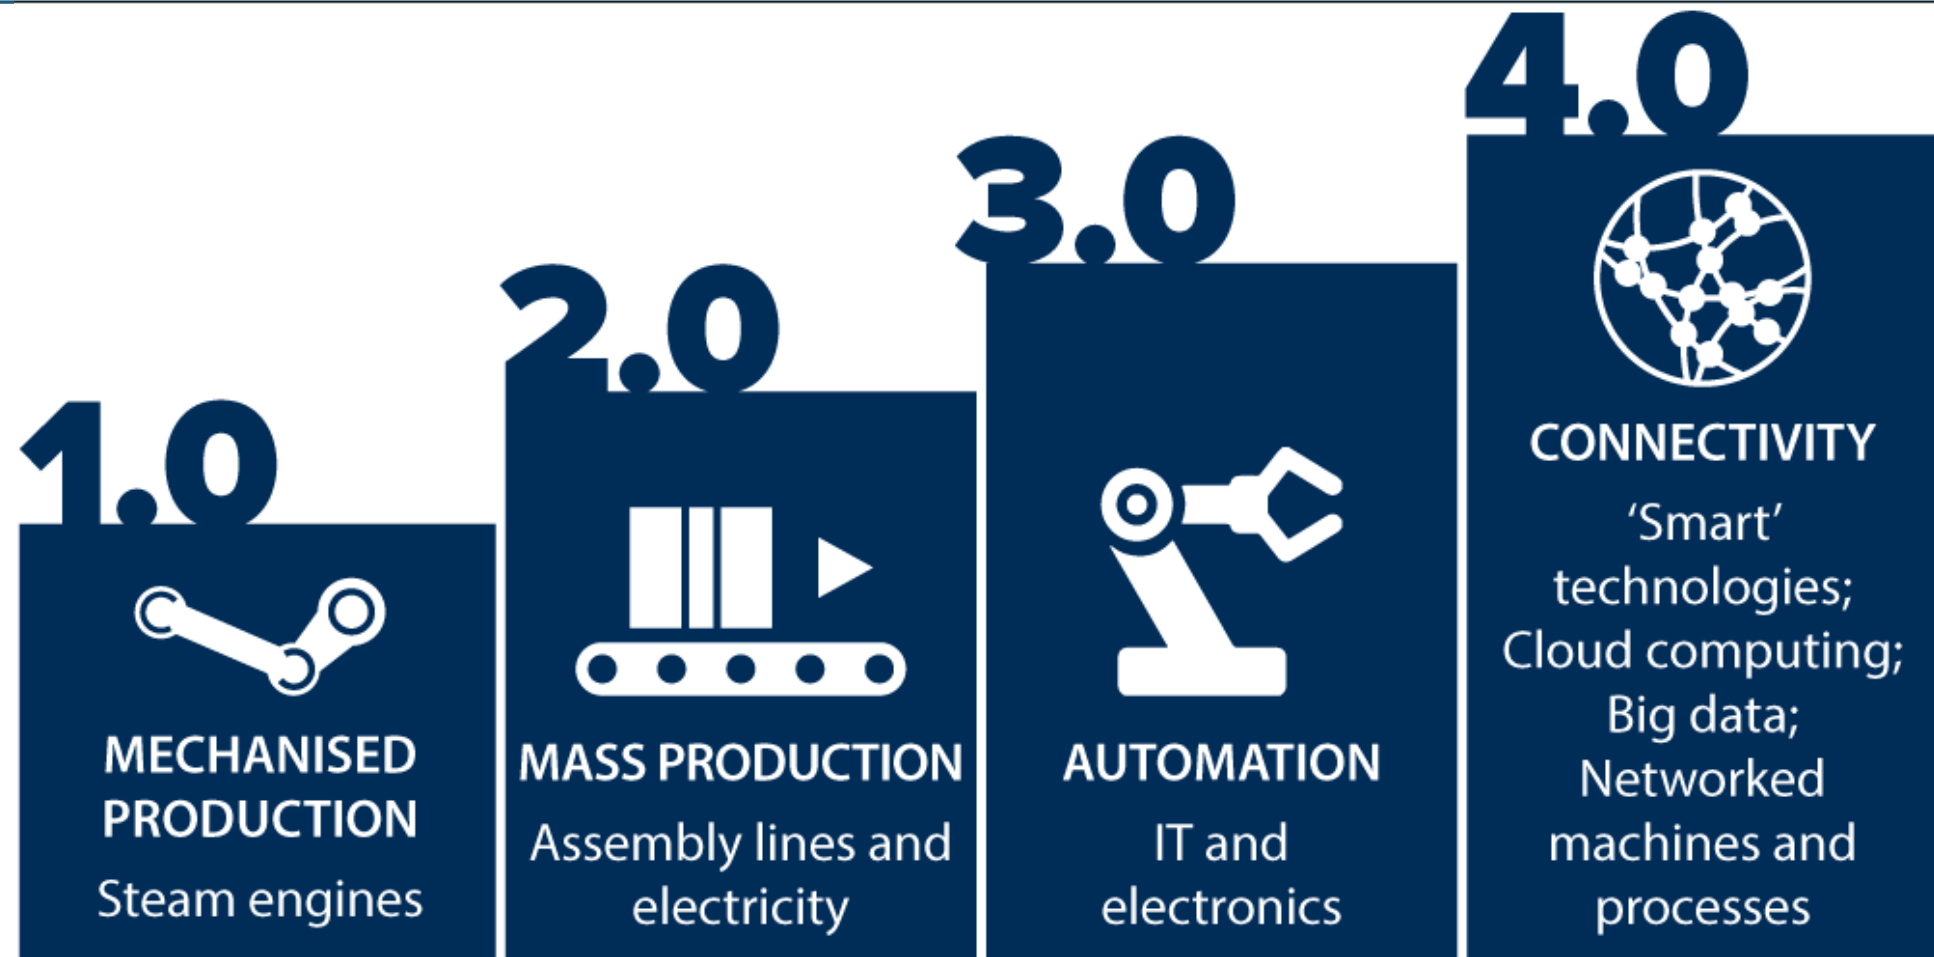 1.0
MECHANISED
PRODUCTION
Steam engines
2.0
MASS PRODUCTION
Assembly lines and
electricity
3.0
AUTOMATION
IT and
electronics
4.0
CONNECTIVITY
‘Smart’
technologies;
Cloud computing;
Big data;
Networked
machines and
processes